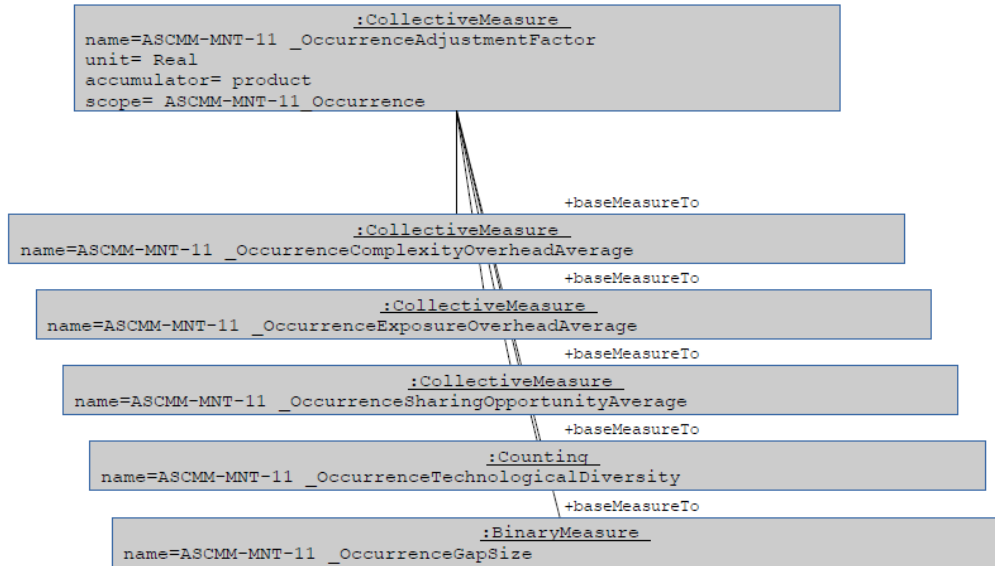 :CollectiveMeasure
name=ASCMM-MNT-11 _OccurrenceAdjustmentFactor
unit= Real
accumulator= product
scope= ASCMM-MNT-11_Occurrence
+baseMeasureTo
:CollectiveMeasure
name=ASCMM-MNT-11 _OccurrenceComplexityOverheadAverage
+baseMeasureTo
:CollectiveMeasure
name=ASCMM-MNT-11 _OccurrenceExposureOverheadAverage
+baseMeasureTo
:CollectiveMeasure
name=ASCMM-MNT-11 _OccurrenceSharingOpportunityAverage
+baseMeasureTo
:Counting
name=ASCMM-MNT-11 _OccurrenceTechnologicalDiversity
+baseMeasureTo
:BinaryMeasure
name=ASCMM-MNT-11 _OccurrenceGapSize